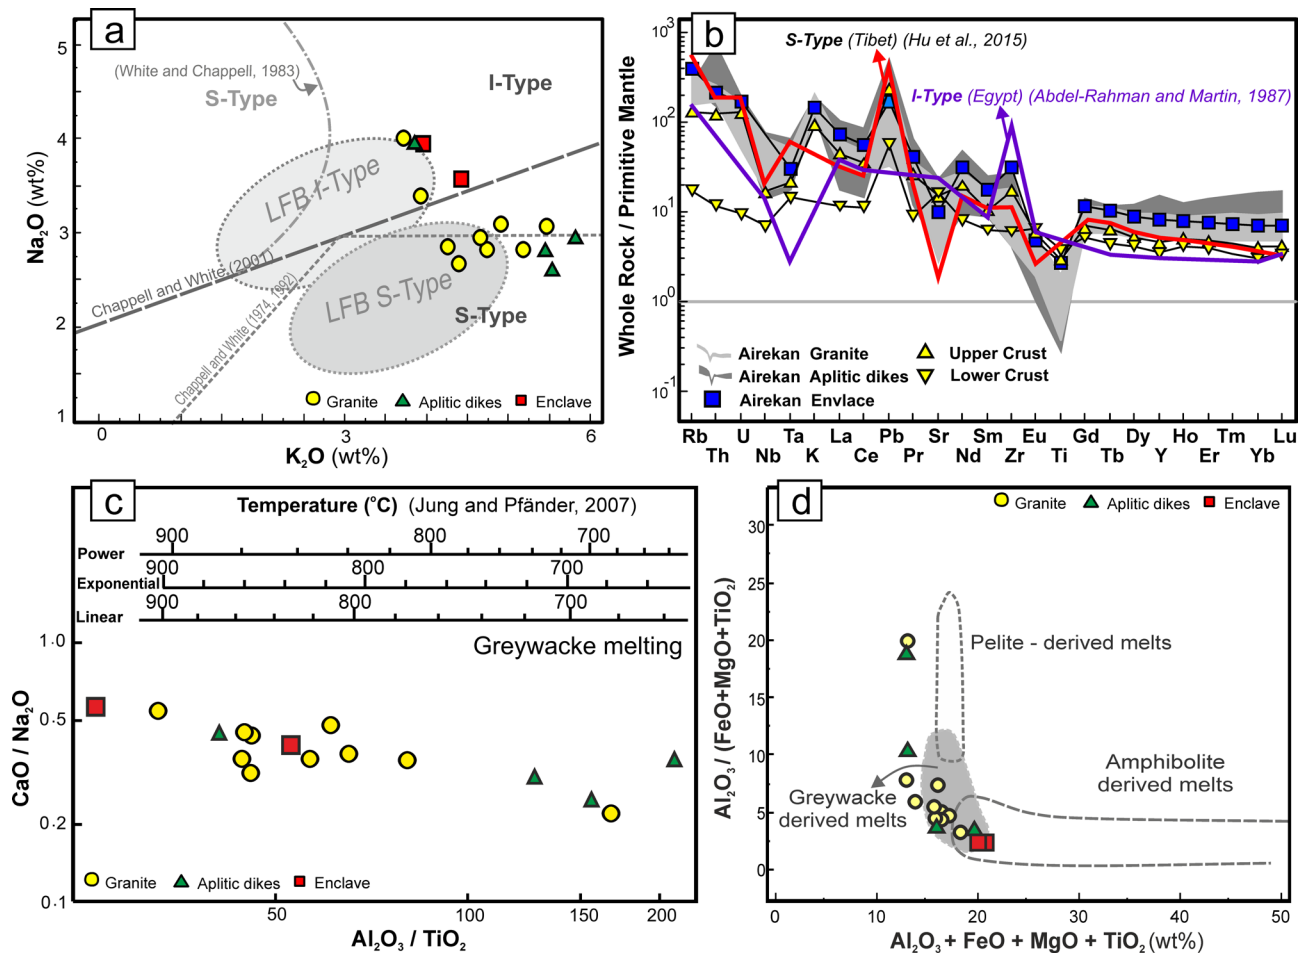 a
5
4
3
2
1
Na₂O (wt%)
(White and Chappell, 1983)
S-Type
I-Type
LFB I-Type
Chappell and White (2001)
Chappell and White (1974, 1992)
LFB S-Type
S-Type
Granite
Aplitic dikes
Enclave
0
3
6
K₂O (wt%)
b
10³
10²
10¹
10⁰
10⁻¹
Whole Rock / Primitive Mantle
S-Type (Tibet) (Hu et al., 2015)
I-Type (Egypt) (Abdel-Rahman and Martin, 1987)
Airekan Granite
Upper Crust
Airekan Aplitic dikes
Lower Crust
Airekan Envlace
Rb U Ta La Pb Sr Sm Eu Gd Dy Ho Tm Lu
Th Nb K Ce Pr Nd Zr Ti Tb Y Er Yb
c
Temperature (°C) (Jung and Pfänder, 2007)
900 800 700
Power
900 800 700
Exponential
900 800 700
Linear
Greywacke melting
1.0
0.5
0.2
0.1
CaO / Na₂O
Granite
Aplitic dikes
Enclave
50 100 150 200
Al₂O₃ / TiO₂
d
Granite
Aplitic dikes
Enclave
30
25
20
15
10
5
0
Al₂O₃ / (FeO+MgO+TiO₂)
Pelite - derived melts
Amphibolite
derived melts
Greywacke
derived melts
0 10 20 30 40 50
Al₂O₃ + FeO + MgO + TiO₂ (wt%)